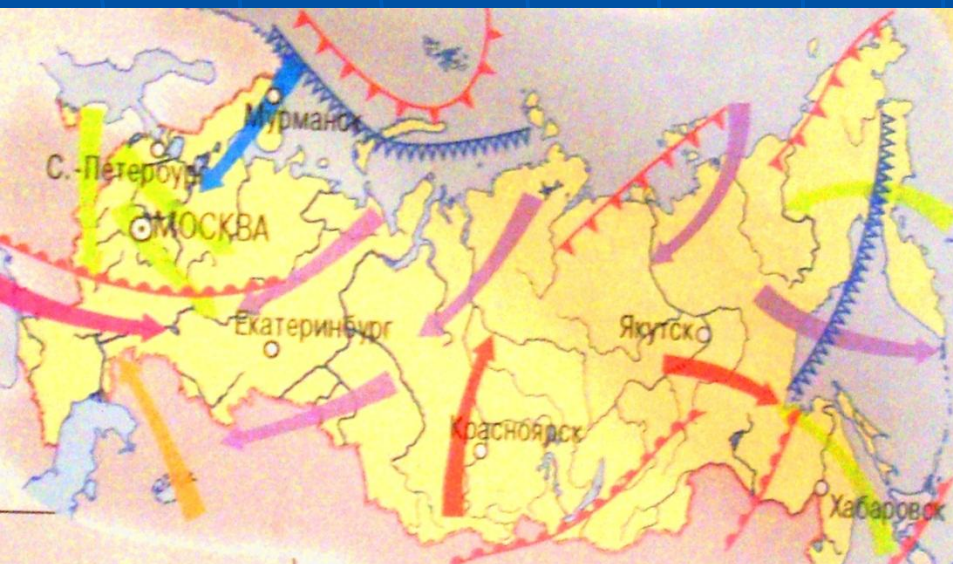 Мурманск
С.-Петербург
МОСКВА
Екатеринбург
Якутск
Красноярск
Хабаровск